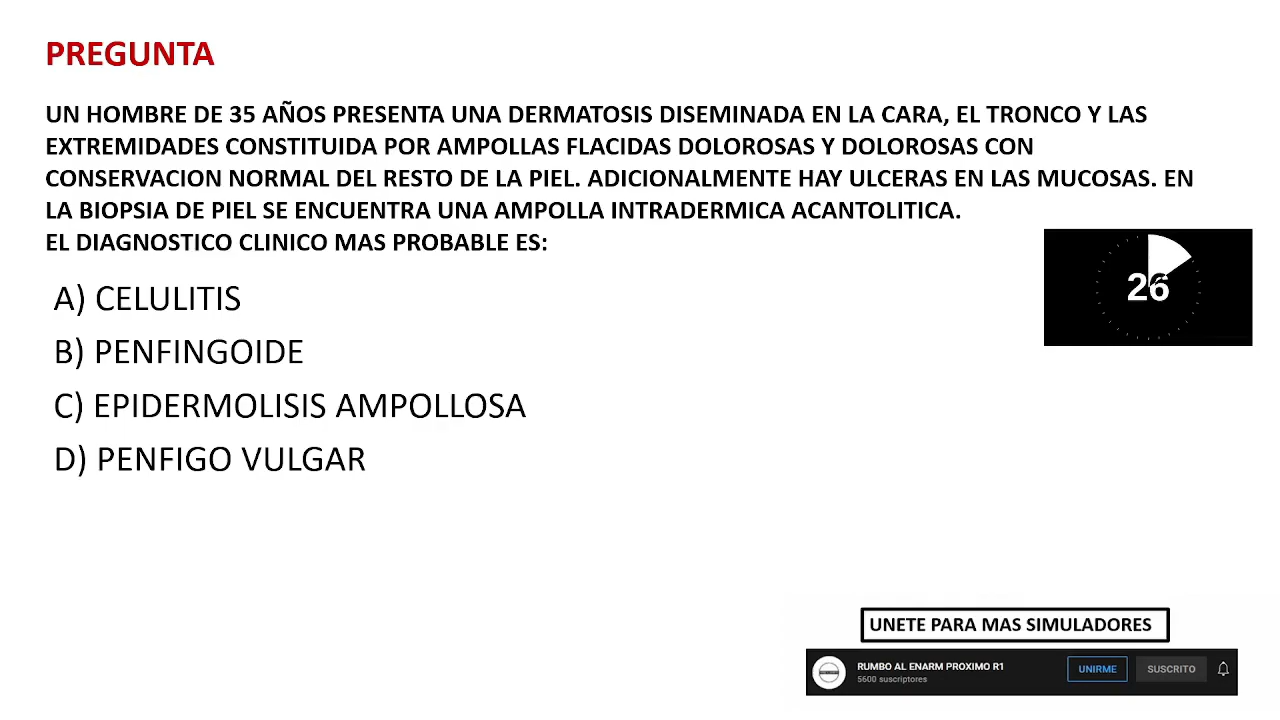 PREGUNTA
UN HOMBRE DE 35 AÑOS PRESENTA UNA DERMATOSIS DISEMINADA EN LA CARA, EL TRONCO Y LAS
EXTREMIDADES CONSTITUIDA POR AMPOLLAS FLACIDAS DOLOROSAS Y DOLOROSAS CON
CONSERVACION NORMAL DEL RESTO DE LA PIEL. ADICIONALMENTE HAY ULCERAS EN LAS MUCOSAS. EN
LA BIOPSIA DE PIEL SE ENCUENTRA UNA AMPOLLA INTRADERMICA ACANTOLITICA.
EL DIAGNOSTICO CLINICO MAS PROBABLE ES:
26
A) CELULITIS
B) PENFINGOIDE
C) EPIDERMOLISIS AMPOLLOSA
D) PENFIGO VULGAR
UNETE PARA MAS SIMULADORES
RUMBO AL ENARM PROXIMO R1
5600 suscriptores
UNIRME
SUSCRITO